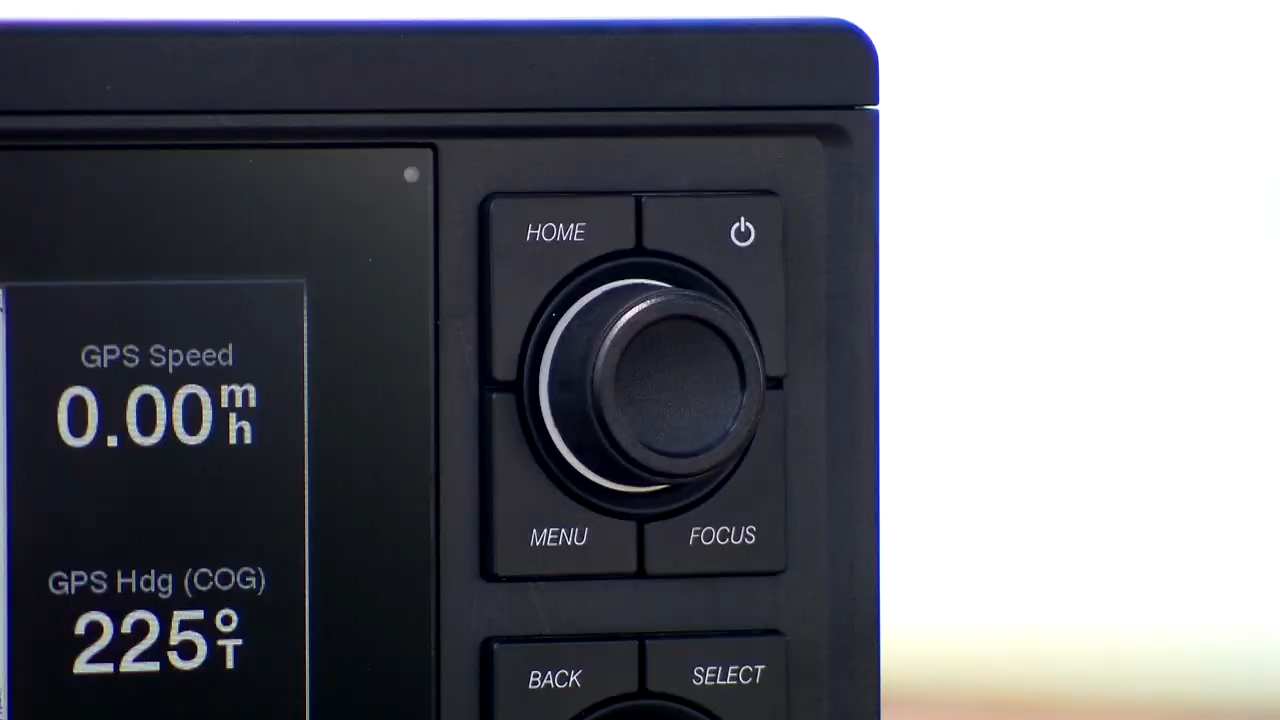 HOME
GPS Speed
0.00 m
h
MENU FOCUS
GPS Hdg (COG)
225°
T
BACK SELECT